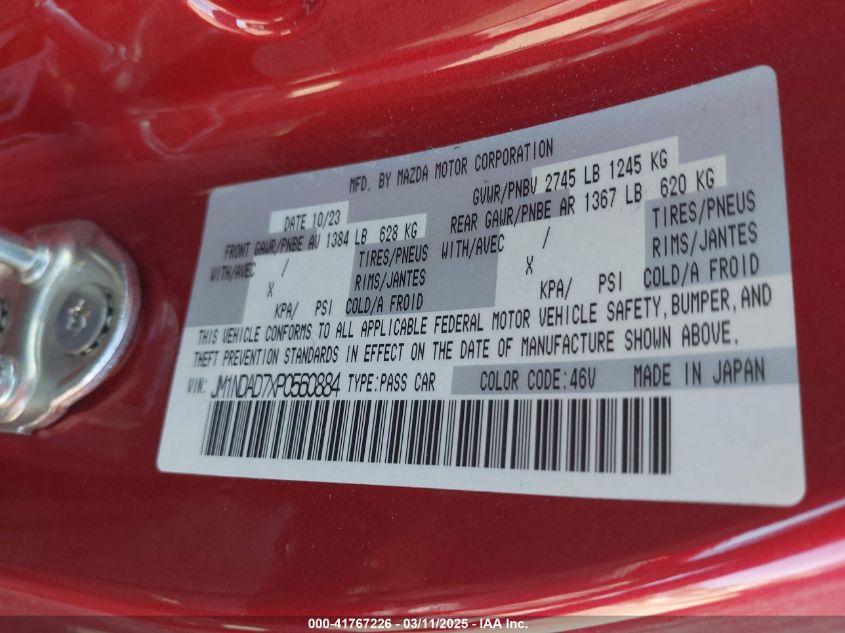 MFD. BY MAZDA MOTOR CORPORATION
DATE 10/23 GVWR/PNBV 2745 LB 1245 KG
FRONT GAWR/PNBE AV 1384 LB 628 KG REAR GAWR/PNBE AR 1367 LB 620 KG
WITH/AVEC / TIRES/PNEUS WITH/AVEC / TIRES/PNEUS
X RIMS/JANTES X RIMS/JANTES
KPA/ PSI COLD/A FROID KPA/ PSI COLD/A FROID
THIS VEHICLE CONFORMS TO ALL APPLICABLE FEDERAL MOTOR VEHICLE SAFETY, BUMPER, AND
THEFT PREVENTION STANDARDS IN EFFECT ON THE DATE OF MANUFACTURE SHOWN ABOVE.
VIN: JM1NDAD7XP0560884 TYPE:PASS CAR COLOR CODE:46V MADE IN JAPAN
000-41767226 - 03/11/2025 - IAA Inc.